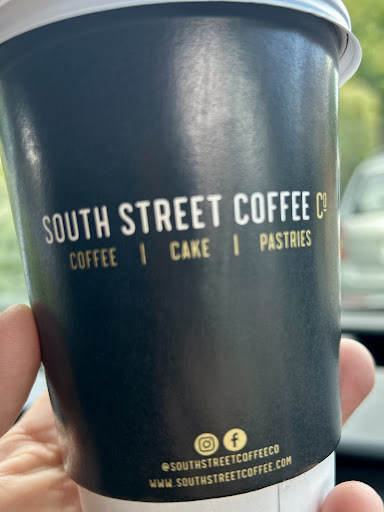 SOUTH STREET COFFEE Cº
COFFEE | CAKE | PASTRIES
@SOUTHSTREETCOFFEECO
WWW.SOUTHSTREETCOFFEE.COM